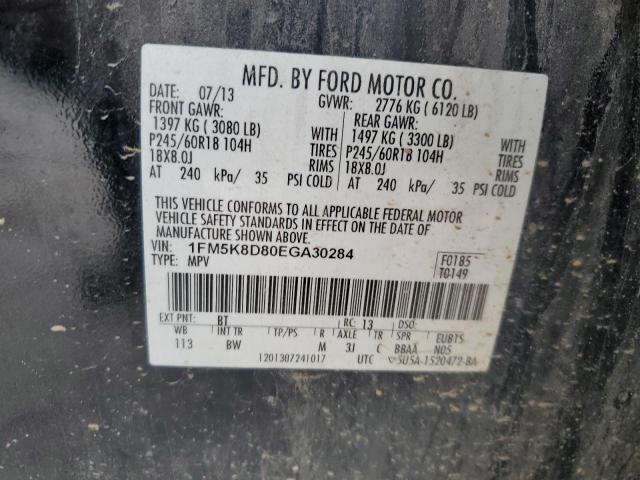 MFD. BY FORD MOTOR CO.
DATE: 07/13 GVWR: 2776 KG ( 6120 LB)
FRONT GAWR: REAR GAWR:
1397 KG ( 3080 LB) WITH 1497 KG ( 3300 LB) WITH
P245/60R18 104H TIRES P245/60R18 104H TIRES
18X8.0J RIMS 18X8.0J RIMS
AT 240 kPa/ 35 PSI COLD AT 240 kPa/ 35 PSI COLD
THIS VEHICLE CONFORMS TO ALL APPLICABLE FEDERAL MOTOR
VEHICLE SAFETY STANDARDS IN EFFECT ON THE DATE OF
MANUFACTURE SHOWN ABOVE.
VIN: 1FM5K8D80EGA30284 F0185
TYPE: MPV T0149
EXT PNT: BT RC: 13 DSO:
WB INT TR TP/PS R AXLE TR SPR EUBTS
113 BW M 3J C BBAA N05
1201307241017 UTC 5U5A-1520472-BA